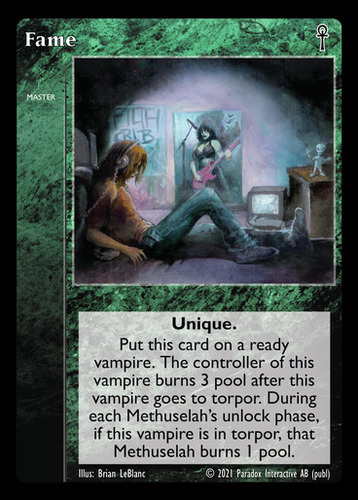 Fame
MASTER
FILTH
CRIB
Unique.
Put this card on a ready
vampire. The controller of this
vampire burns 3 pool after this
vampire goes to torpor. During
each Methuselah's unlock phase,
if this vampire is in torpor, that
Methuselah burns 1 pool.
Illus: Brian LeBlanc © 2021 Paradox Interactive AB (publ)